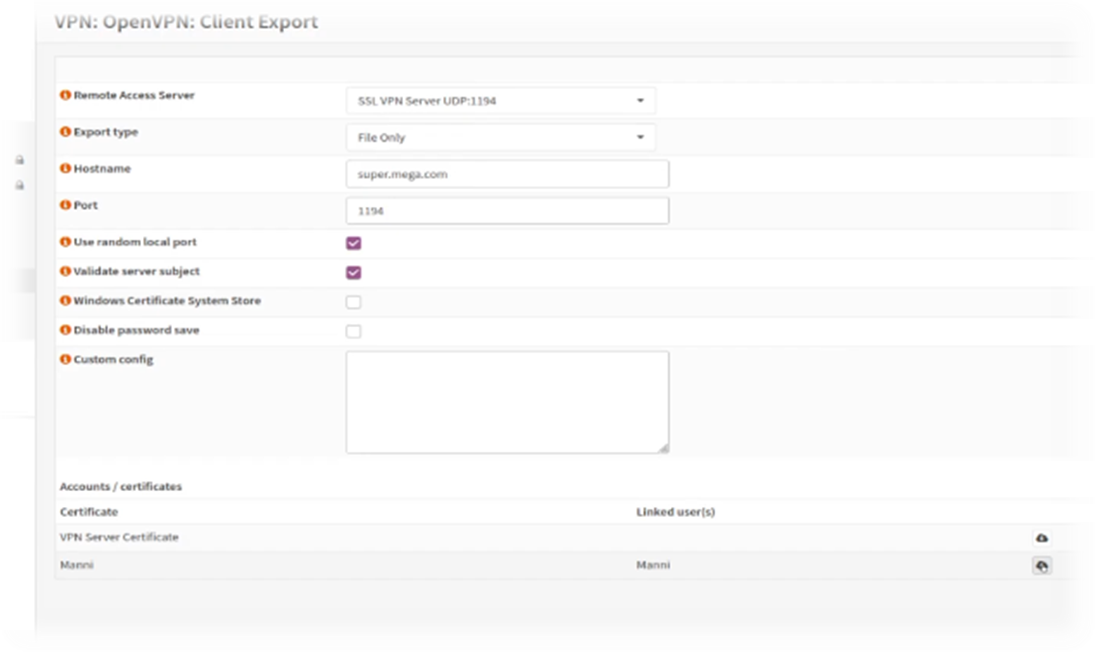 VPN: OpenVPN: Client Export
Remote Access Server SSL VPN Server UDP:1194
Export type File Only
Hostname super.mega.com
Port 1194
Use random local port
Validate server subject
Windows Certificate System Store
Disable password save
Custom config
Accounts / certificates
Certificate Linked user(s)
VPN Server Certificate
Manni Manni